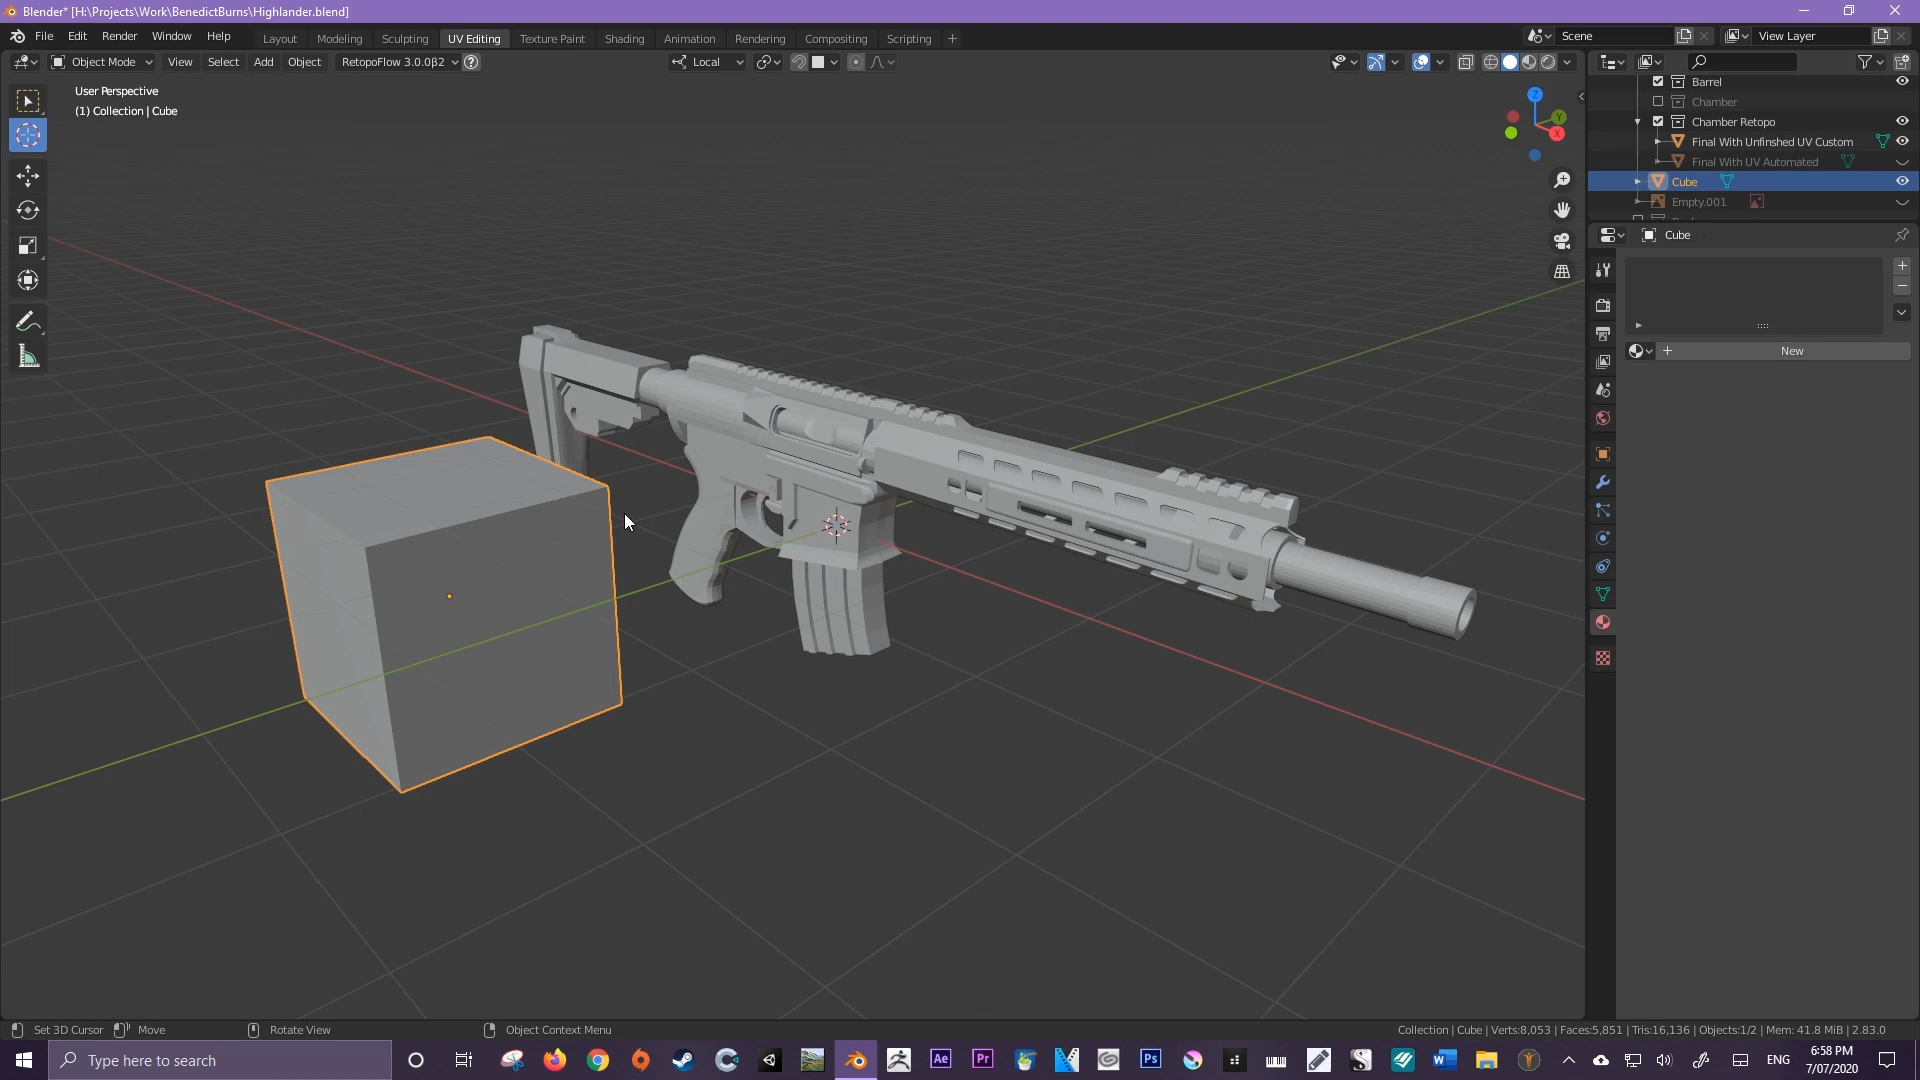 Blender* [H:\Projects\Work\BenedictBurns\Highlander.blend]
File Edit Render Window Help
Layout Modeling Sculpting UV Editing Texture Paint Shading Animation Rendering Compositing Scripting +
Scene
View Layer
Object Mode View Select Add Object RetopoFlow 3.0.0β2 ?
Local
User Perspective
(1) Collection | Cube
Z
Y
X
Barrel
Chamber
Chamber Retopo
Final With Unfinshed UV Custom
Final With UV Automated
Cube
Empty.001
Cube
New
Set 3D Cursor Move Rotate View Object Context Menu
Collection | Cube | Verts:8,053 | Faces:5,851 | Tris:16,136 | Objects:1/2 | Mem: 41.8 MiB | 2.83.0
Type here to search
Ae
Pr
Ps
ENG
6:58 PM
7/07/2020